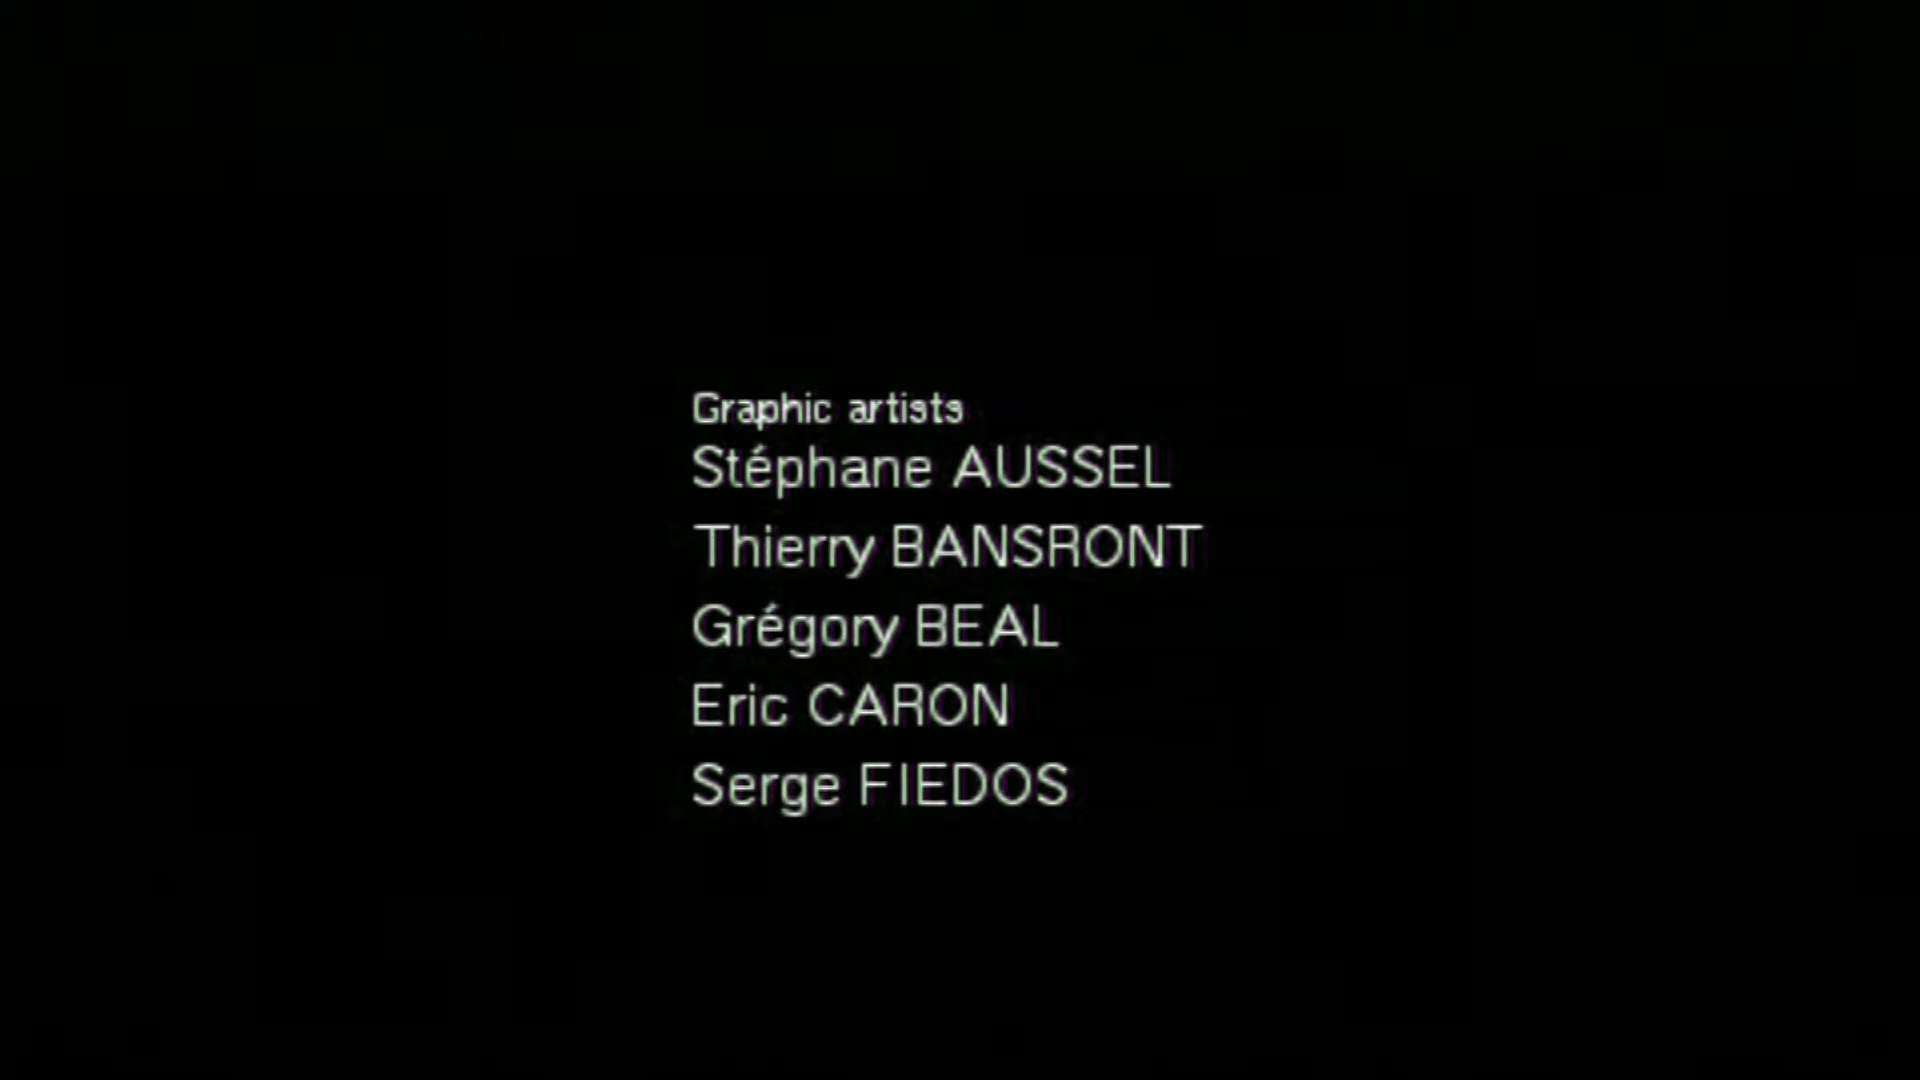 Graphic artists
Stéphane AUSSEL
Thierry BANSRONT
Grégory BEAL
Eric CARON
Serge FIEDOS